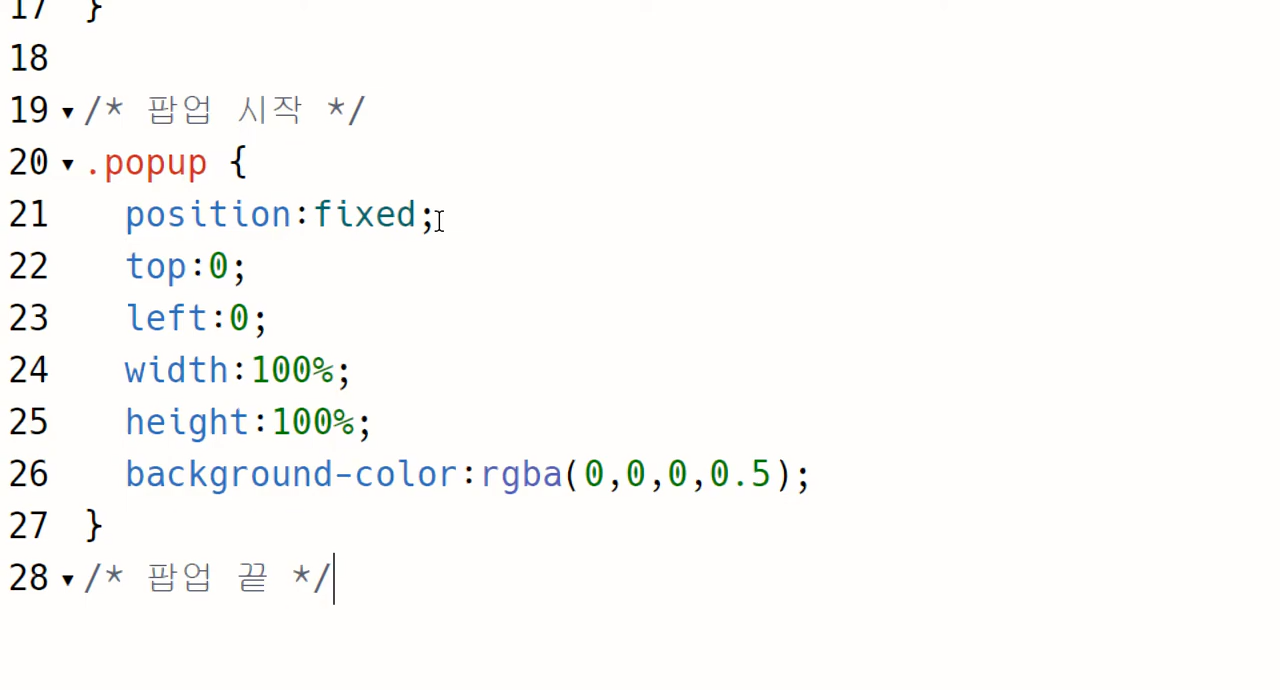 17 }
18
19 ▾ /* 팝업 시작 */
20 ▾ .popup {
21 position:fixed;
22 top:0;
23 left:0;
24 width:100%;
25 height:100%;
26 background-color:rgba(0,0,0,0.5);
27 }
28 ▾ /* 팝업 끝 */